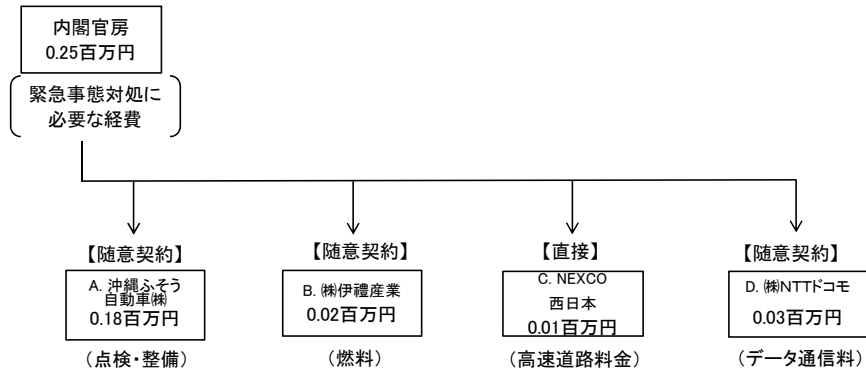 内閣官房
0.25百万円
緊急事態対処に
必要な経費
【随意契約】
A. 沖縄ふそう
自動車㈱
0.18百万円
(点検・整備)
【随意契約】
B. ㈱伊禮産業
0.02百万円
(燃料)
【直接】
C. NEXCO
西日本
0.01百万円
(高速道路料金)
【随意契約】
D. ㈱NTTドコモ
0.03百万円
(データ通信料)